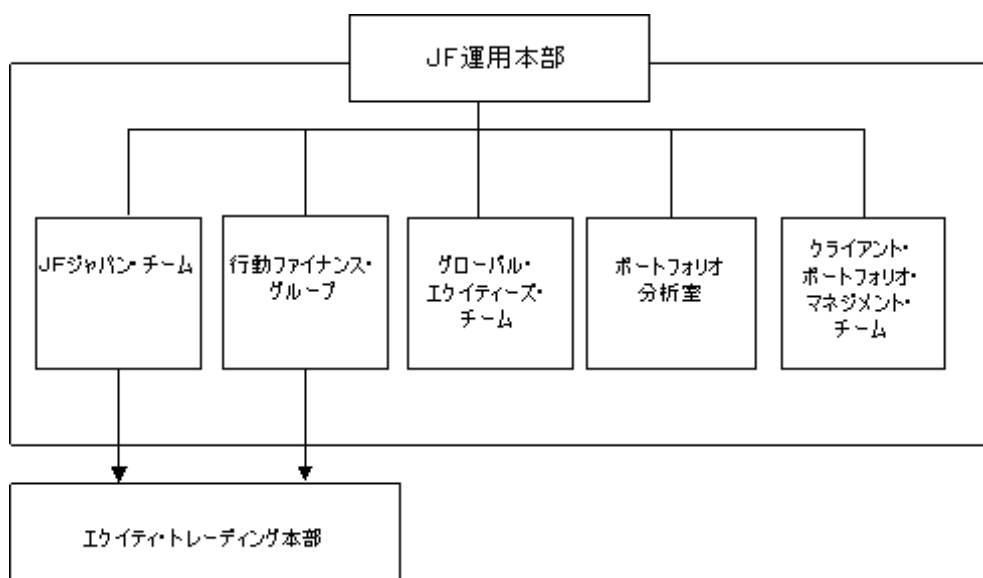 JF運用本部
JFジャパン・チーム
行動ファイナンス・
グループ
グローバル・
エクイティーズ・
チーム
ポートフォリオ
分析室
クライアント・
ポートフォリオ・
マネジメント・
チーム
エクイティ・トレーディング本部